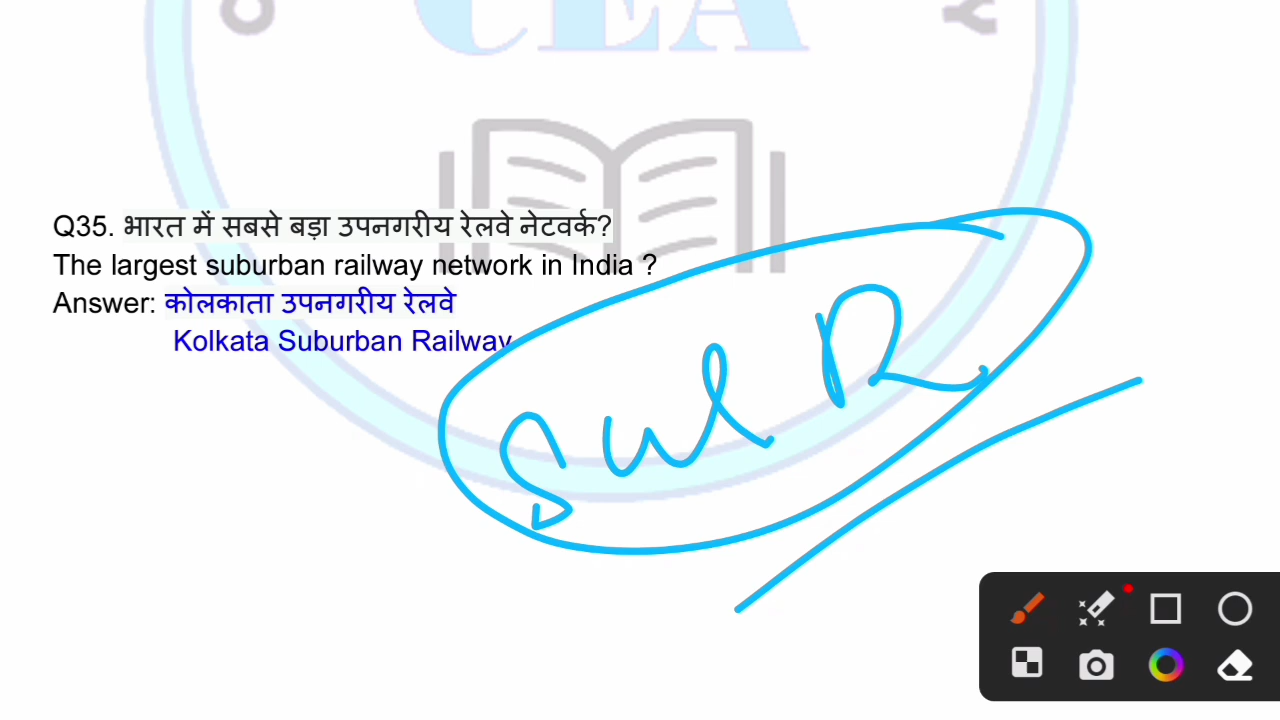 CEA
Q35. भारत में सबसे बड़ा उपनगरीय रेलवे नेटवर्क?
The largest suburban railway network in India ?
Answer: कोलकाता उपनगरीय रेलवे
Kolkata Suburban Railway